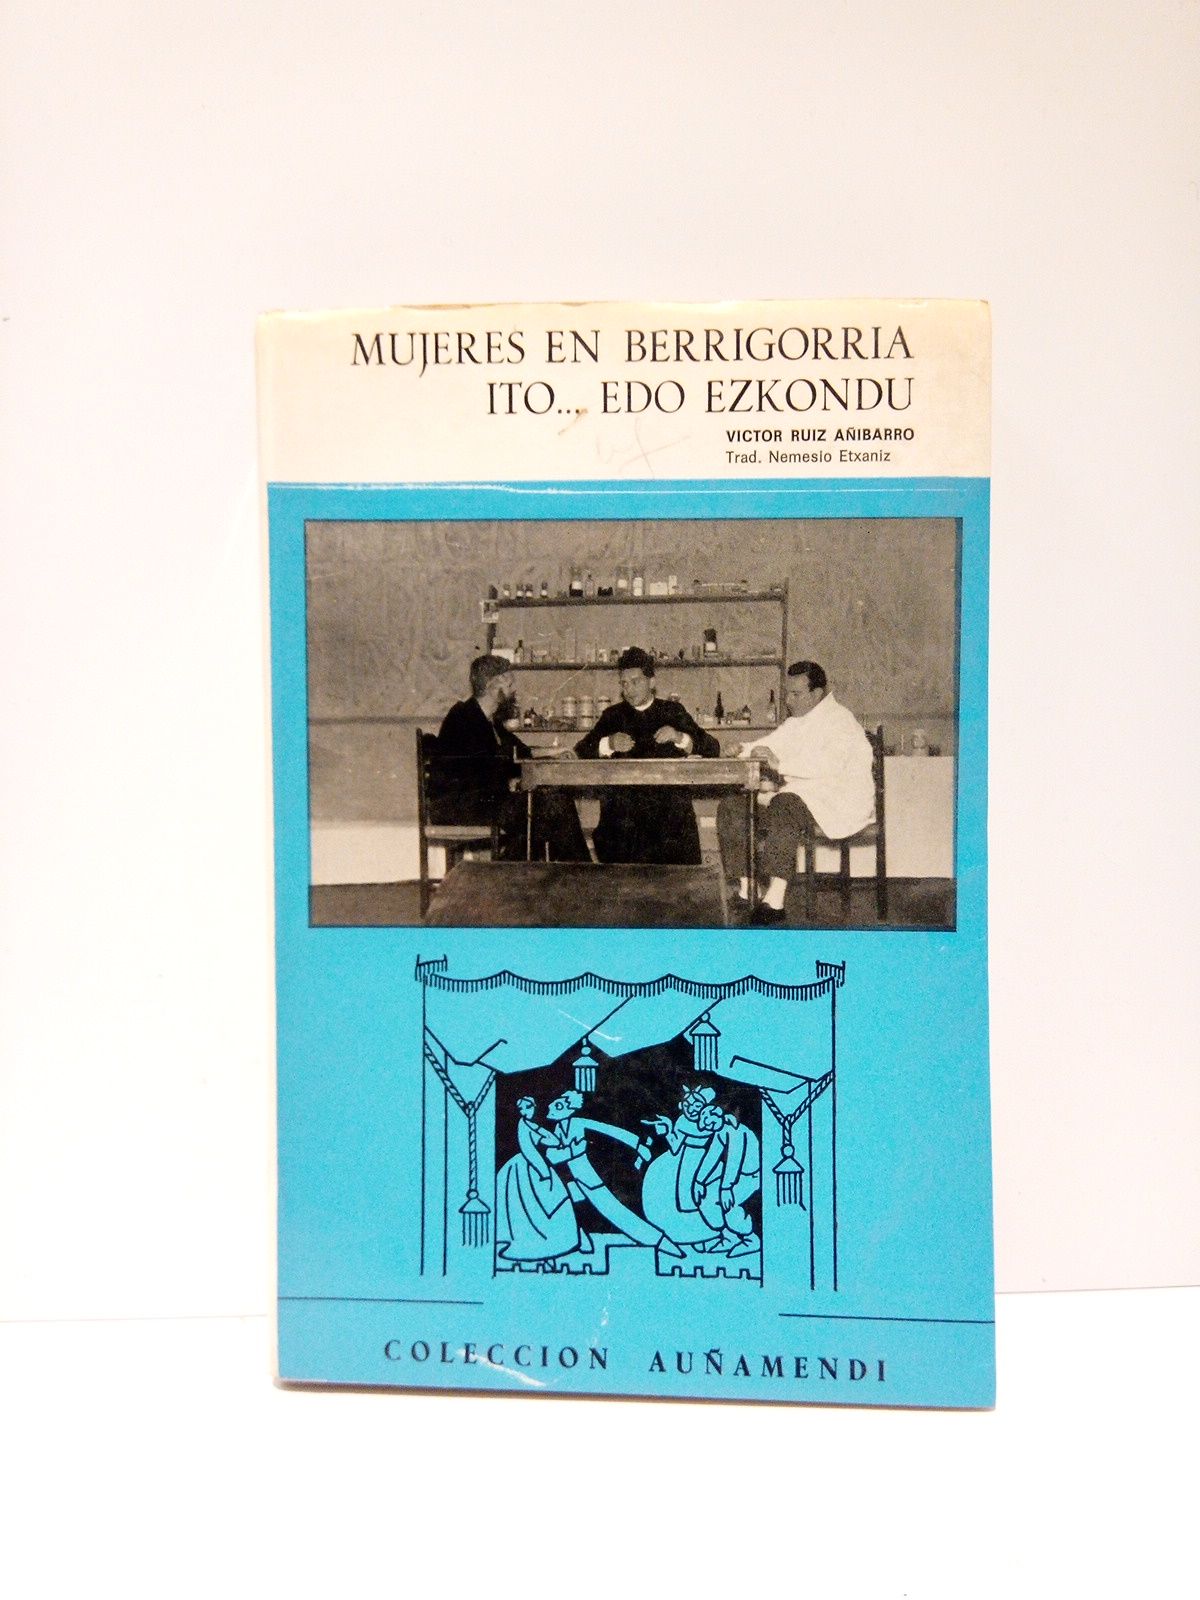 MUJERES EN BERRIGORRIA
ITO... EDO EZKONDU
VICTOR RUIZ AÑIBARRO
Trad. Nemesio Etxaniz
COLECCION AUÑAMENDI